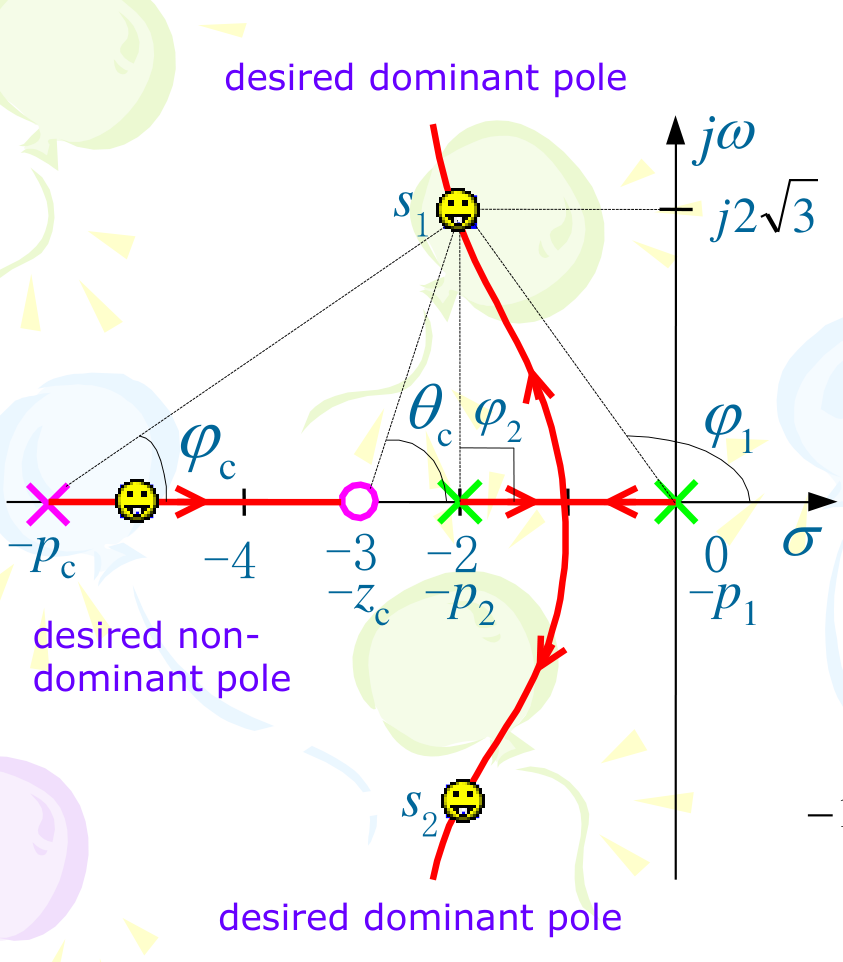 desired dominant pole
jω
s₁
j2√3
θc φ₂ φ₁
φc
−pc −4 −3 −2 0 σ
−zc −p₂ −p₁
desired non-
dominant pole
s₂
desired dominant pole